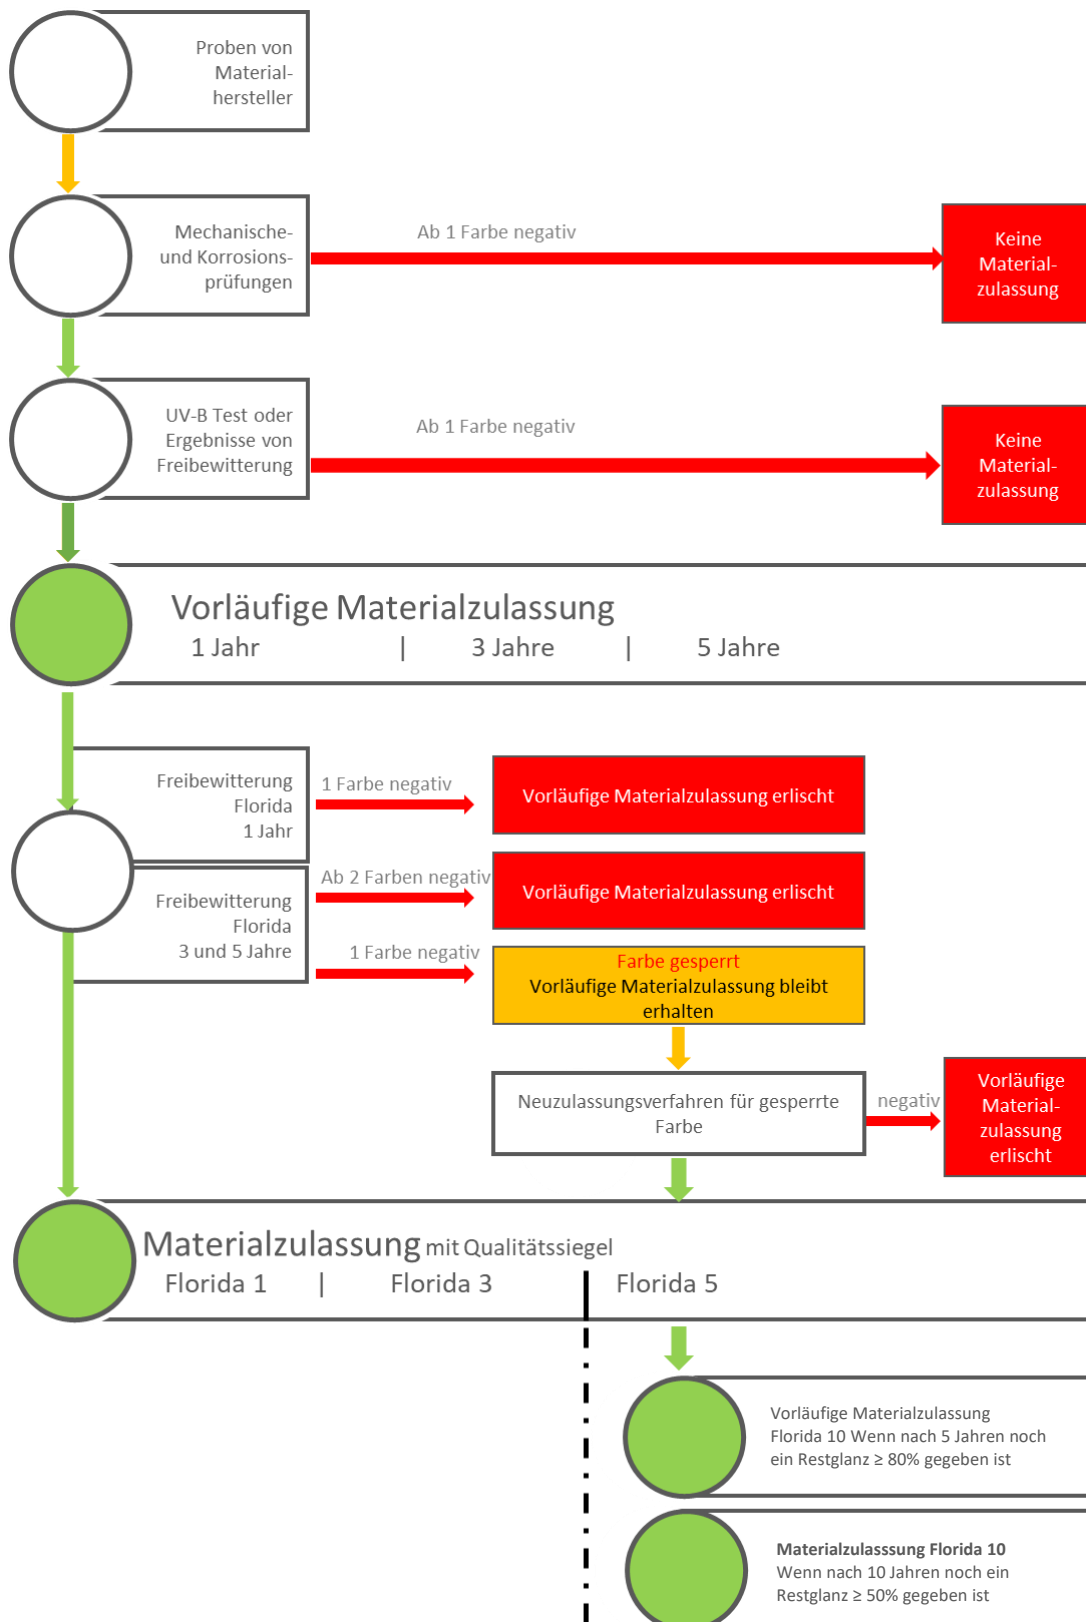 Proben von
Material-
hersteller
Mechanische-
und Korrosions-
prüfungen
Ab 1 Farbe negativ
Keine
Material-
zulassung
UV-B Test oder
Ergebnisse von
Freibewitterung
Ab 1 Farbe negativ
Keine
Material-
zulassung
Vorläufige Materialzulassung
1 Jahr | 3 Jahre | 5 Jahre
Freibewitterung
Florida
1 Jahr
1 Farbe negativ
Vorläufige Materialzulassung erlischt
Freibewitterung
Florida
3 und 5 Jahre
Ab 2 Farben negativ
Vorläufige Materialzulassung erlischt
1 Farbe negativ
Farbe gesperrt
Vorläufige Materialzulassung bleibt
erhalten
Neuzulassungsverfahren für gesperrte
Farbe
negativ
Vorläufige
Material-
zulassung
erlischt
Materialzulassung mit Qualitätssiegel
Florida 1 | Florida 3 Florida 5
Vorläufige Materialzulassung
Florida 10 Wenn nach 5 Jahren noch
ein Restglanz ≥ 80% gegeben ist
Materialzulasssung Florida 10
Wenn nach 10 Jahren noch ein
Restglanz ≥ 50% gegeben ist